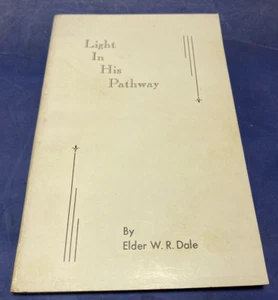 Light
In
His
Pathway
By
Elder W. R. Dale